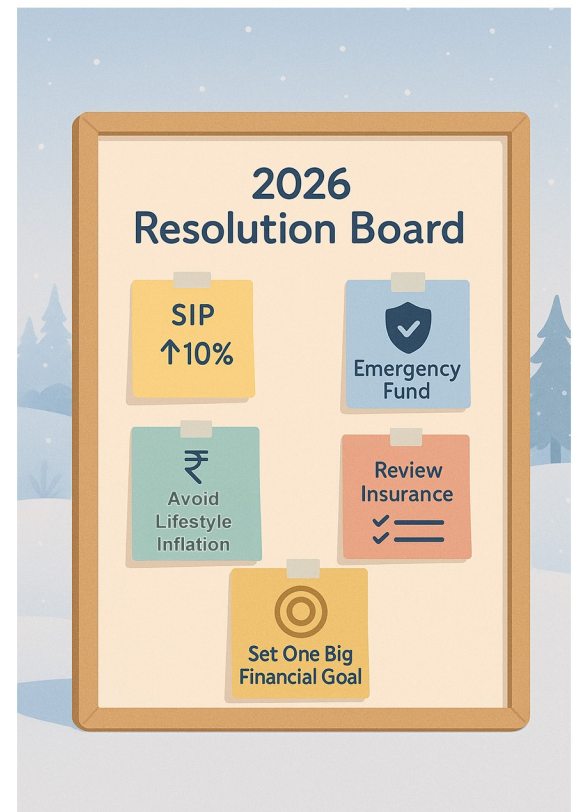 2026
Resolution Board
SIP
↑10%
Emergency
Fund
₹
Avoid
Lifestyle
Inflation
Review
Insurance
Set One Big
Financial Goal